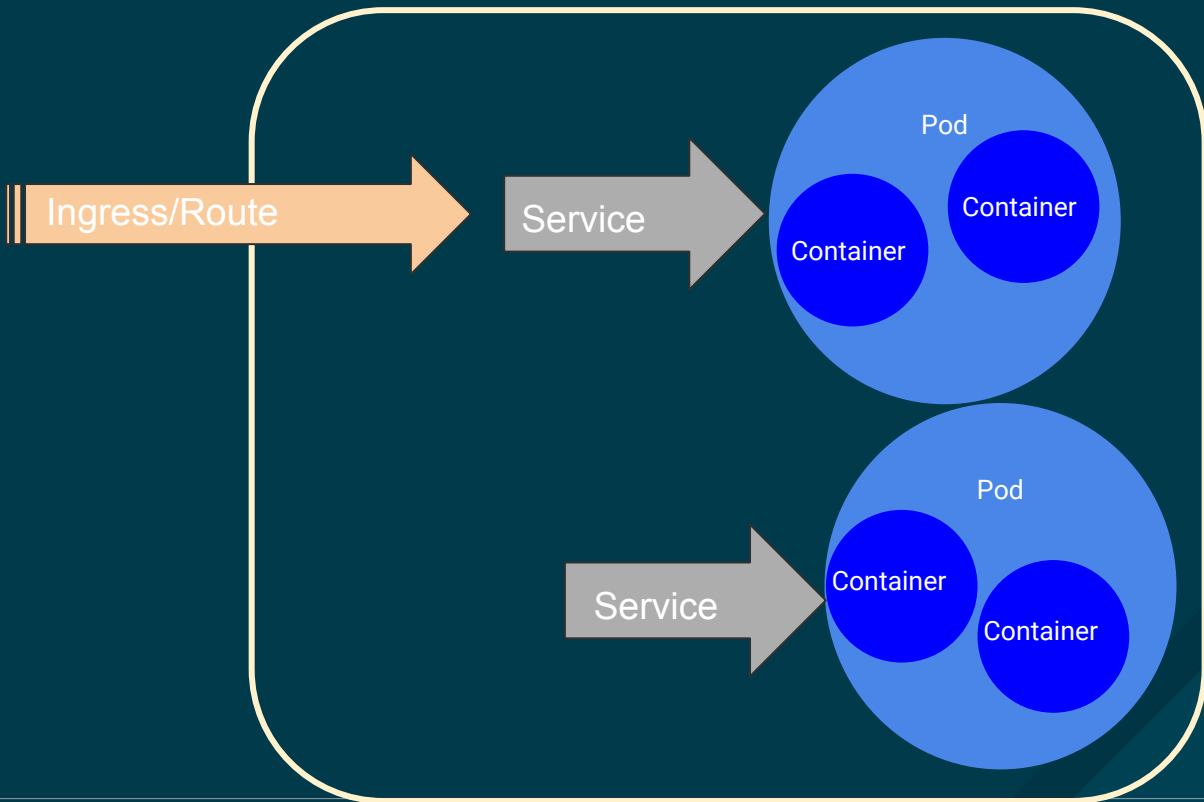 Ingress/Route
Service
Pod
Container
Container
Service
Pod
Container
Container